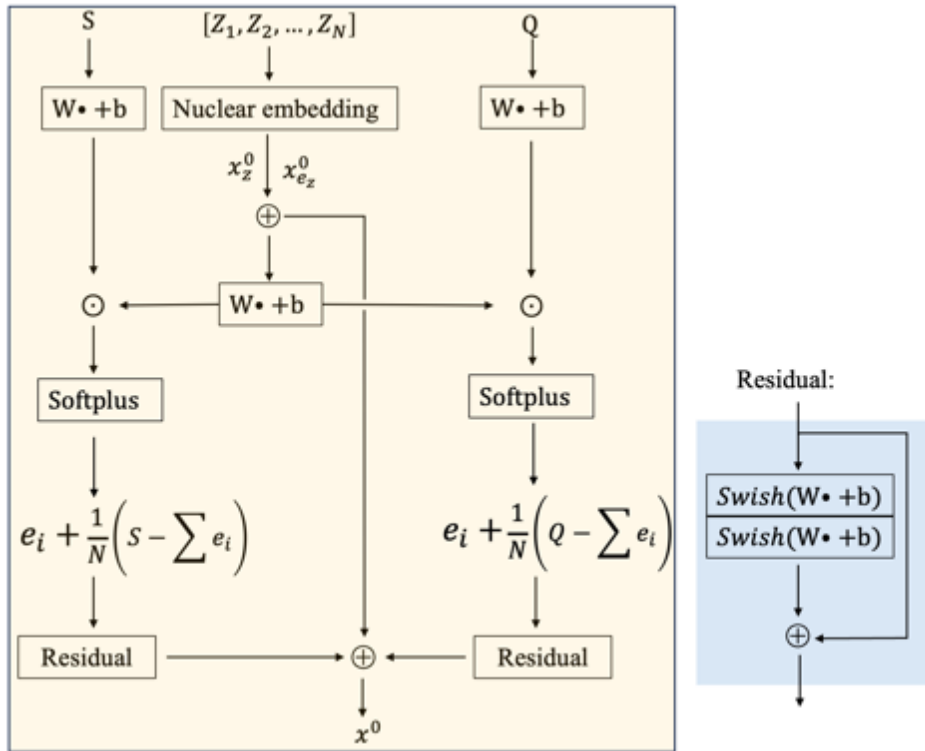 S
[Z₁, Z₂, ..., Z_N]
Q
W• +b
Nuclear embedding
W• +b
x_z^0
x_{e_z}^0
⊕
⊙
W• +b
⊙
Softplus
Softplus
e_i + 1/N (S − ∑ e_i)
e_i + 1/N (Q − ∑ e_i)
Residual
⊕
Residual
x^0
Residual:
Swish(W• +b)
Swish(W• +b)
⊕